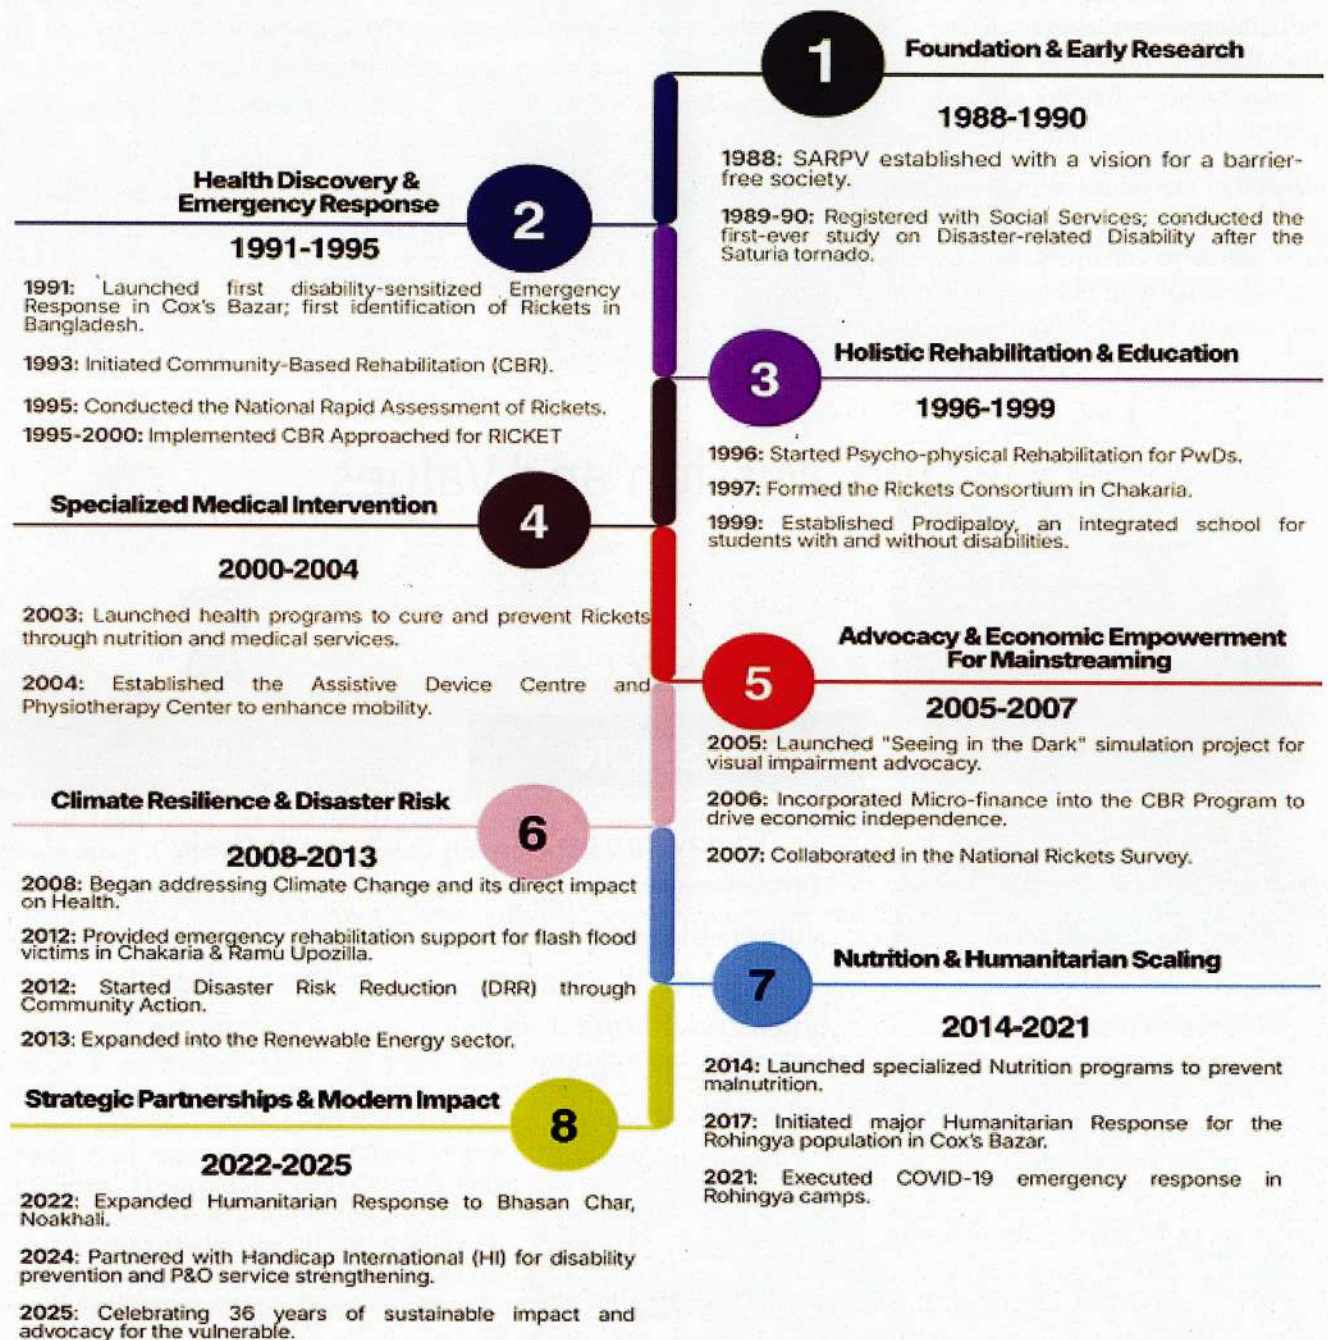 1
Foundation & Early Research
1988-1990
1988: SARPV established with a vision for a barrier-
free society.
1989-90: Registered with Social Services; conducted the
first-ever study on Disaster-related Disability after the
Saturia tornado.
Health Discovery &
Emergency Response
2
1991-1995
1991: Launched first disability-sensitized Emergency
Response in Cox's Bazar; first identification of Rickets in
Bangladesh.
1993: Initiated Community-Based Rehabilitation (CBR).
1995: Conducted the National Rapid Assessment of Rickets.
1995-2000: Implemented CBR Approached for RICKET
3
Holistic Rehabilitation & Education
1996-1999
1996: Started Psycho-physical Rehabilitation for PwDs.
1997: Formed the Rickets Consortium in Chakaria.
1999: Established Prodipaloy, an integrated school for
students with and without disabilities.
Specialized Medical Intervention
4
2000-2004
2003: Launched health programs to cure and prevent Rickets
through nutrition and medical services.
2004: Established the Assistive Device Centre and
Physiotherapy Center to enhance mobility.
5
Advocacy & Economic Empowerment
For Mainstreaming
2005-2007
2005: Launched "Seeing in the Dark" simulation project for
visual impairment advocacy.
2006: Incorporated Micro-finance into the CBR Program to
drive economic independence.
2007: Collaborated in the National Rickets Survey.
Climate Resilience & Disaster Risk
6
2008-2013
2008: Began addressing Climate Change and its direct impact
on Health.
2012: Provided emergency rehabilitation support for flash flood
victims in Chakaria & Ramu Upozilla.
2012: Started Disaster Risk Reduction (DRR) through
Community Action.
2013: Expanded into the Renewable Energy sector.
7
Nutrition & Humanitarian Scaling
2014-2021
2014: Launched specialized Nutrition programs to prevent
malnutrition.
2017: Initiated major Humanitarian Response for the
Rohingya population in Cox's Bazar.
2021: Executed COVID-19 emergency response in
Rohingya camps.
Strategic Partnerships & Modern Impact
8
2022-2025
2022: Expanded Humanitarian Response to Bhasan Char,
Noakhali.
2024: Partnered with Handicap International (HI) for disability
prevention and P&O service strengthening.
2025: Celebrating 36 years of sustainable impact and
advocacy for the vulnerable.